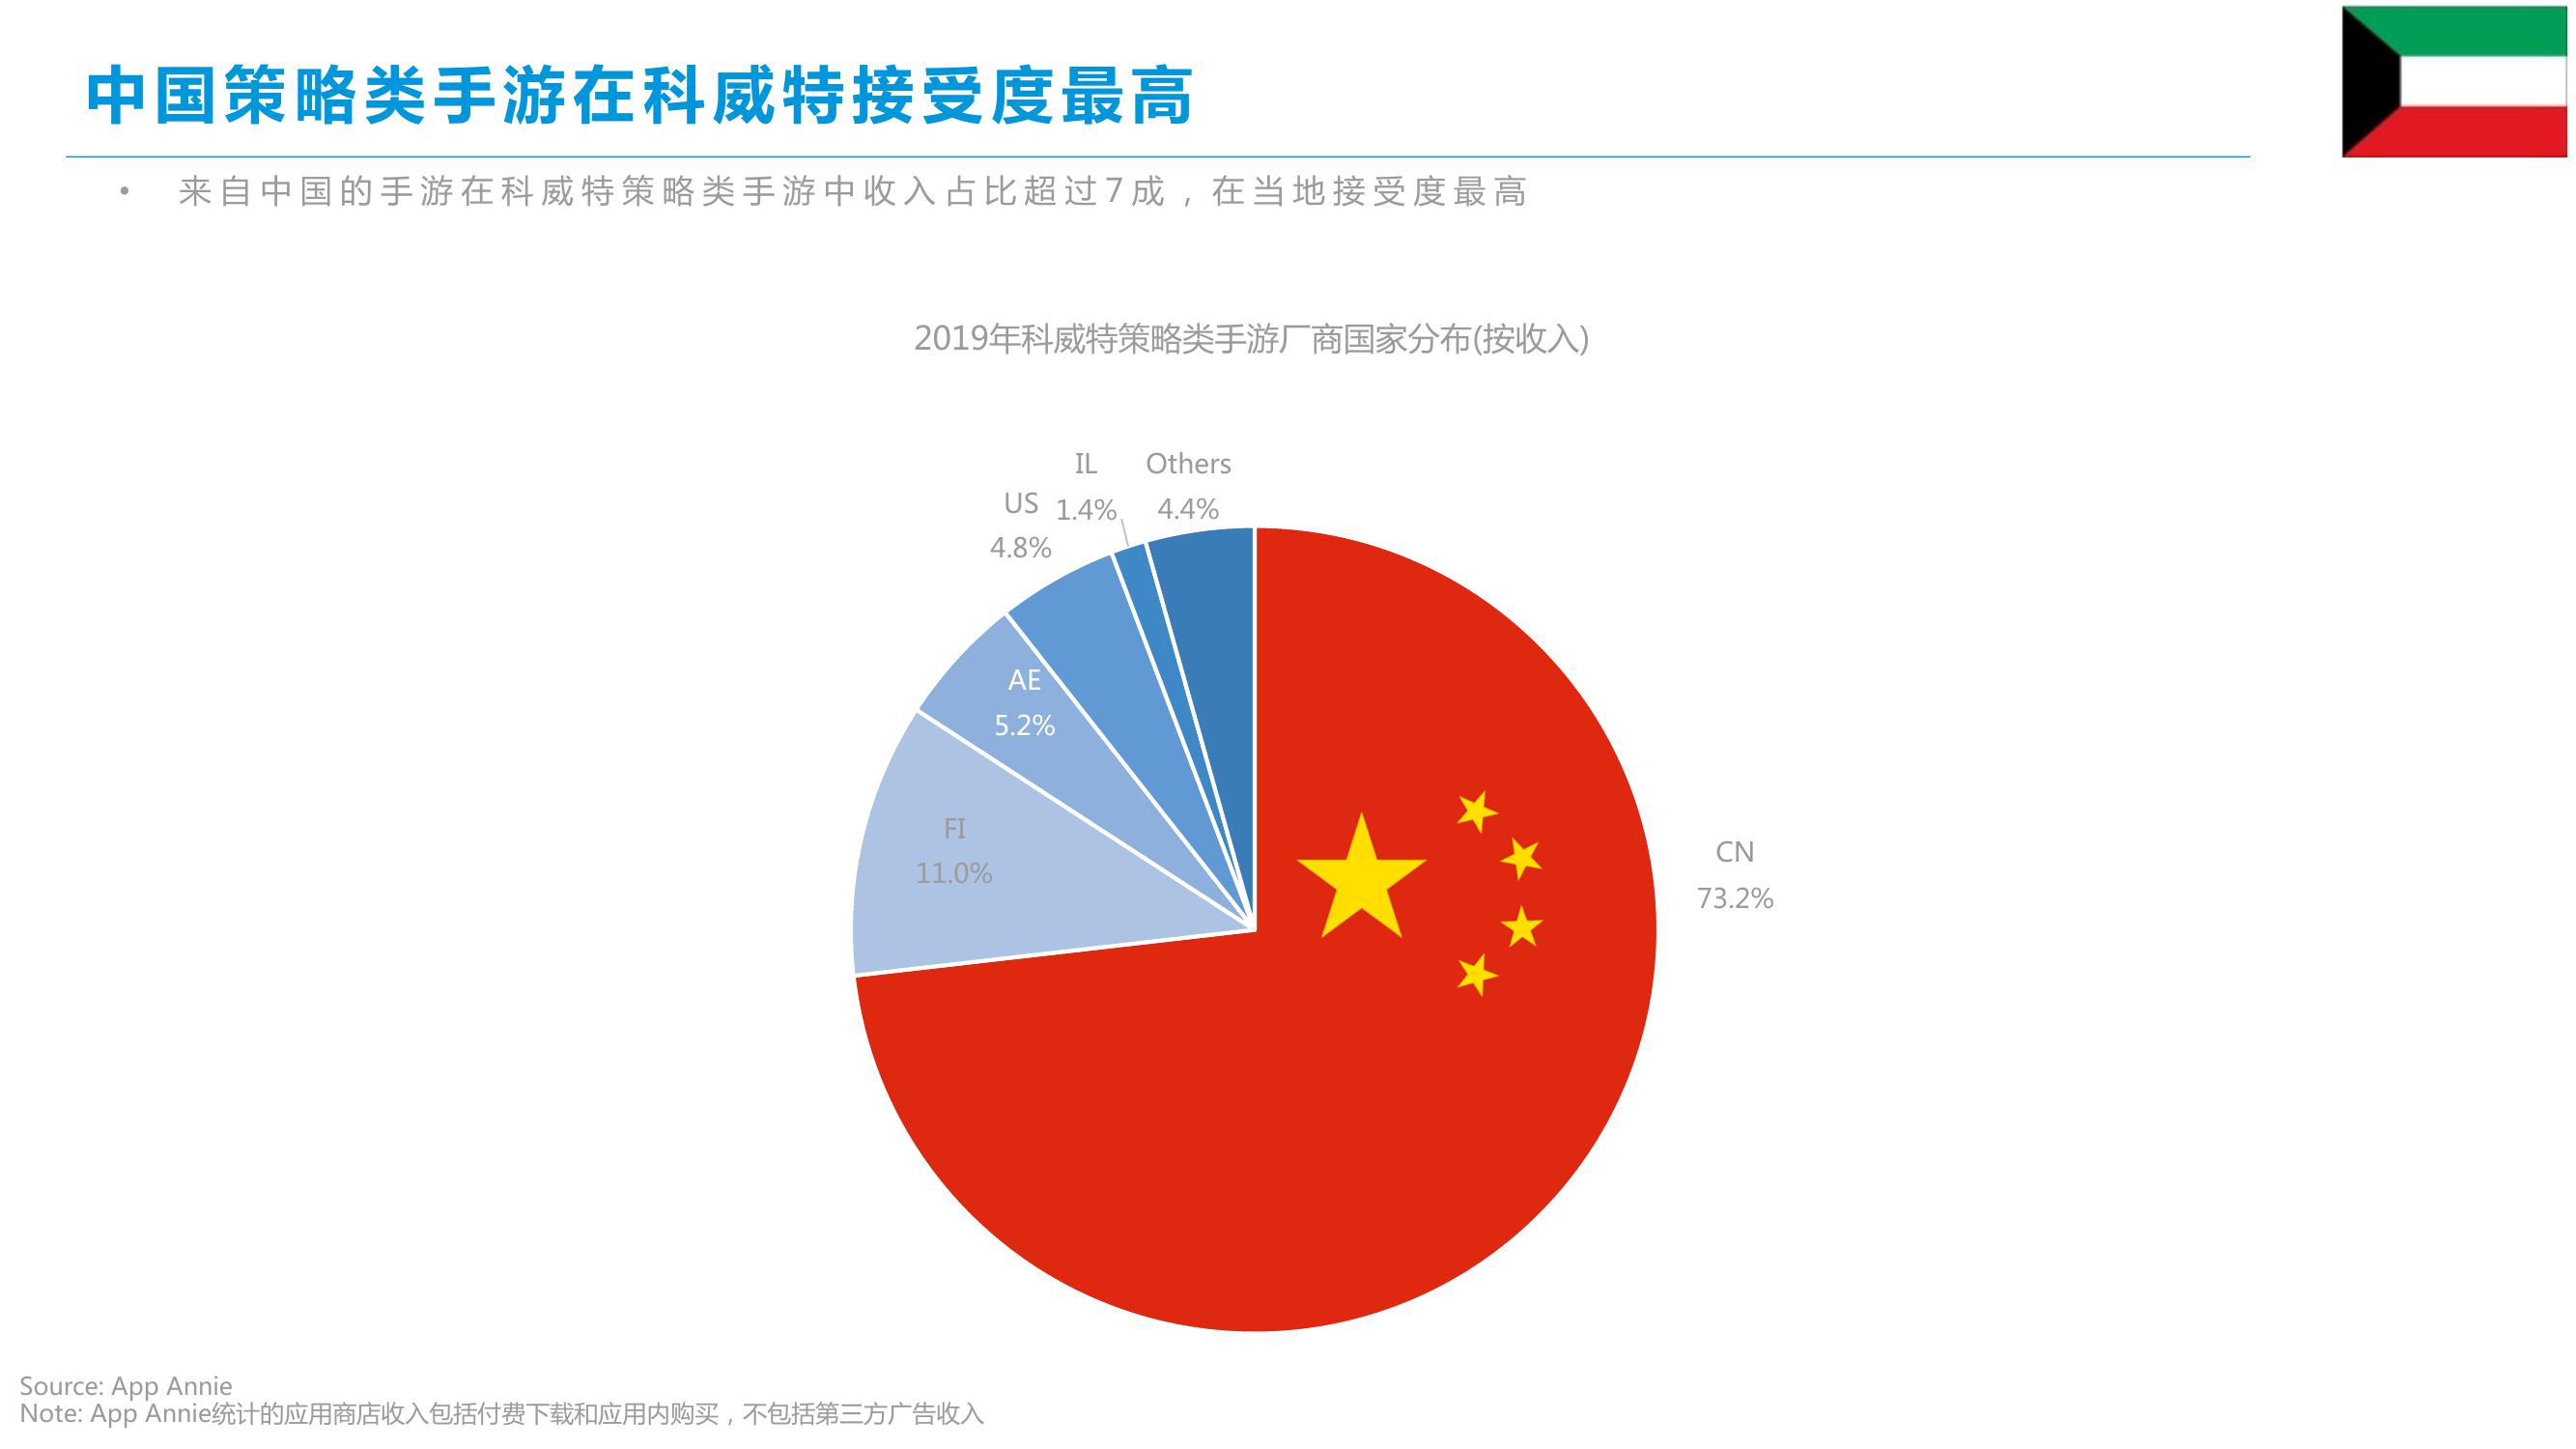 中国策略类手游在科威特接受度最高
• 来自中国的手游在科威特策略类手游中收入占比超过7成，在当地接受度最高
2019年科威特策略类手游厂商国家分布(按收入)
IL
1.4%
Others
4.4%
US
4.8%
AE
5.2%
FI
11.0%
CN
73.2%
Source: App Annie
Note: App Annie统计的应用商店收入包括付费下载和应用内购买，不包括第三方广告收入